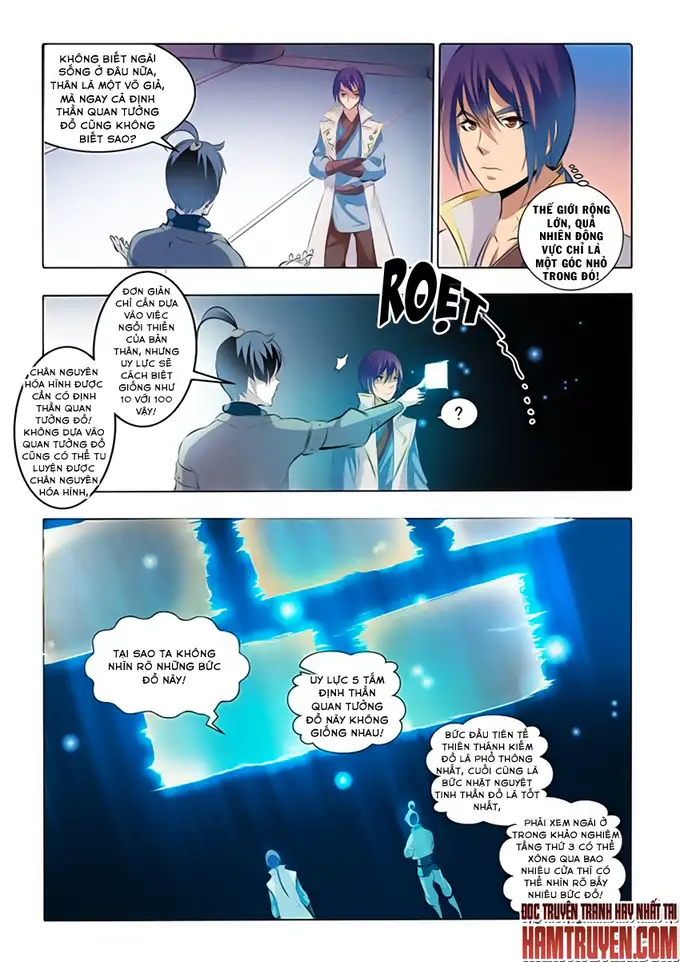 KHÔNG BIẾT NGÀI
SỐNG Ở ĐÂU NỮA,
THÂN LÀ MỘT VÕ GIẢ,
MÀ NGAY CẢ ĐỊNH
THẦN QUAN TƯỞNG
ĐỒ CŨNG KHÔNG
BIẾT SAO?
THẾ GIỚI RỘNG
LỚN, QUẢ
NHIÊN ĐÔNG
VỰC CHỈ LÀ
MỘT GÓC NHỎ
TRONG ĐÓ!
ROẸT
ĐƠN GIẢN
CHỈ CẦN DỰA
VÀO VIỆC
NGỒI THIỀN
CỦA BẢN
THÂN, NHƯNG
UY LỰC SẼ
CÁCH BIỆT
GIỐNG NHƯ
10 VỚI 100
VẬY!
CHÂN NGUYÊN
HÓA HÌNH ĐƯỢC
CẦN CÓ ĐỊNH
THẦN QUAN
TƯỞNG ĐỒ!
KHÔNG DỰA VÀO
QUAN TƯỞNG ĐỒ
CŨNG CÓ THỂ TU
LUYỆN ĐƯỢC
CHÂN NGUYÊN
HÓA HÌNH,
?
TẠI SAO TA KHÔNG
NHÌN RÕ NHỮNG BỨC
ĐỒ NÀY!
UY LỰC 5 TẤM
ĐỊNH THẦN
QUAN TƯỞNG
ĐỒ NÀY KHÔNG
GIỐNG NHAU!
BỨC ĐẦU TIÊN TỀ
THIÊN THÁNH KIẾM
ĐỒ LÀ PHỔ THÔNG
NHẤT, CUỐI CÙNG LÀ
BỨC NHẬT NGUYỆT
TINH THẦN ĐỒ LÀ TỐT
NHẤT,
PHẢI XEM NGÀI Ở
TRONG KHẢO NGHIỆM
TẦNG THỨ 3 CÓ THỂ
XÔNG QUA BAO
NHIÊU CỬA THÌ CÓ
THỂ NHÌN RÕ BẤY
NHIÊU BỨC ĐỒ!
ĐỌC TRUYỆN TRANH HAY NHẤT TẠI
HAMTRUYEN.COM